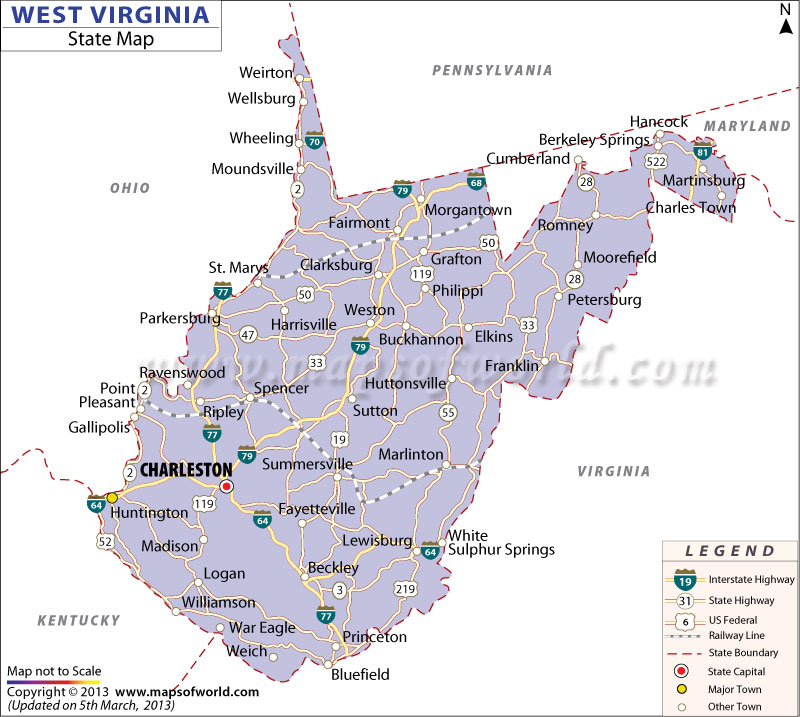 WEST VIRGINIA
State Map
N
PENNSYLVANIA
MARYLAND
OHIO
VIRGINIA
KENTUCKY
Weirton
Wellsburg
Wheeling
70
Moundsville
2
Hancock
Berkeley Springs
Cumberland
522
81
Martinsburg
Charles Town
28
79
68
Morgantown
Fairmont
Romney
50
Grafton
Clarksburg
119
Moorefield
28
St. Marys
77
50
Philippi
Petersburg
Parkersburg
Harrisville
Weston
47
Buckhannon
Elkins
33
79
33
Franklin
www.mapsofworld.com
Ravenswood
Spencer
Huttonsville
2
Point
Pleasant
Ripley
Sutton
55
Gallipolis
77
19
79
Marlinton
CHARLESTON
Summersville
2
64
Huntington
119
64
Fayetteville
52
Madison
Lewisburg
64
White
Sulphur Springs
Logan
Beckley
3
219
Williamson
77
War Eagle
Princeton
Weich
Bluefield
LEGEND
19
Interstate Highway
31
State Highway
6
US Federal
Railway Line
State Boundary
State Capital
Major Town
Other Town
Map not to Scale
Copyright © 2013 www.mapsofworld.com
(Updated on 5th March, 2013)